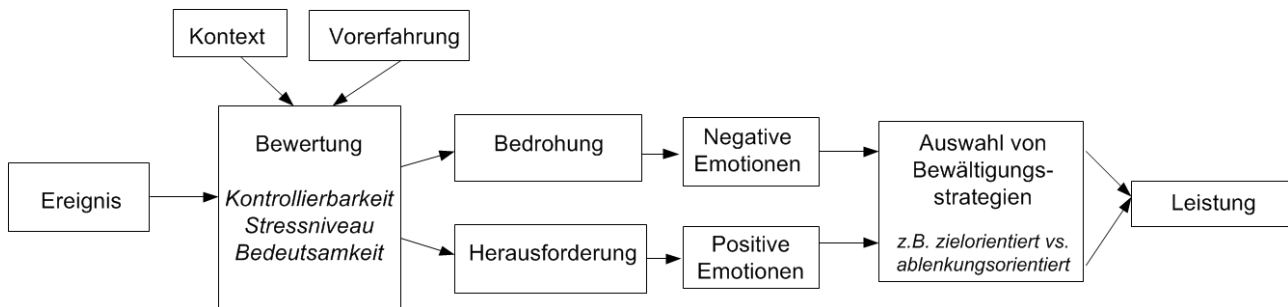 Kontext
Vorerfahrung
Ereignis
Bewertung
Kontrollierbarkeit
Stressniveau
Bedeutsamkeit
Bedrohung
Herausforderung
Negative
Emotionen
Positive
Emotionen
Auswahl von
Bewältigungs-
strategien
z.B. zielorientiert vs.
ablenkungsorientiert
Leistung